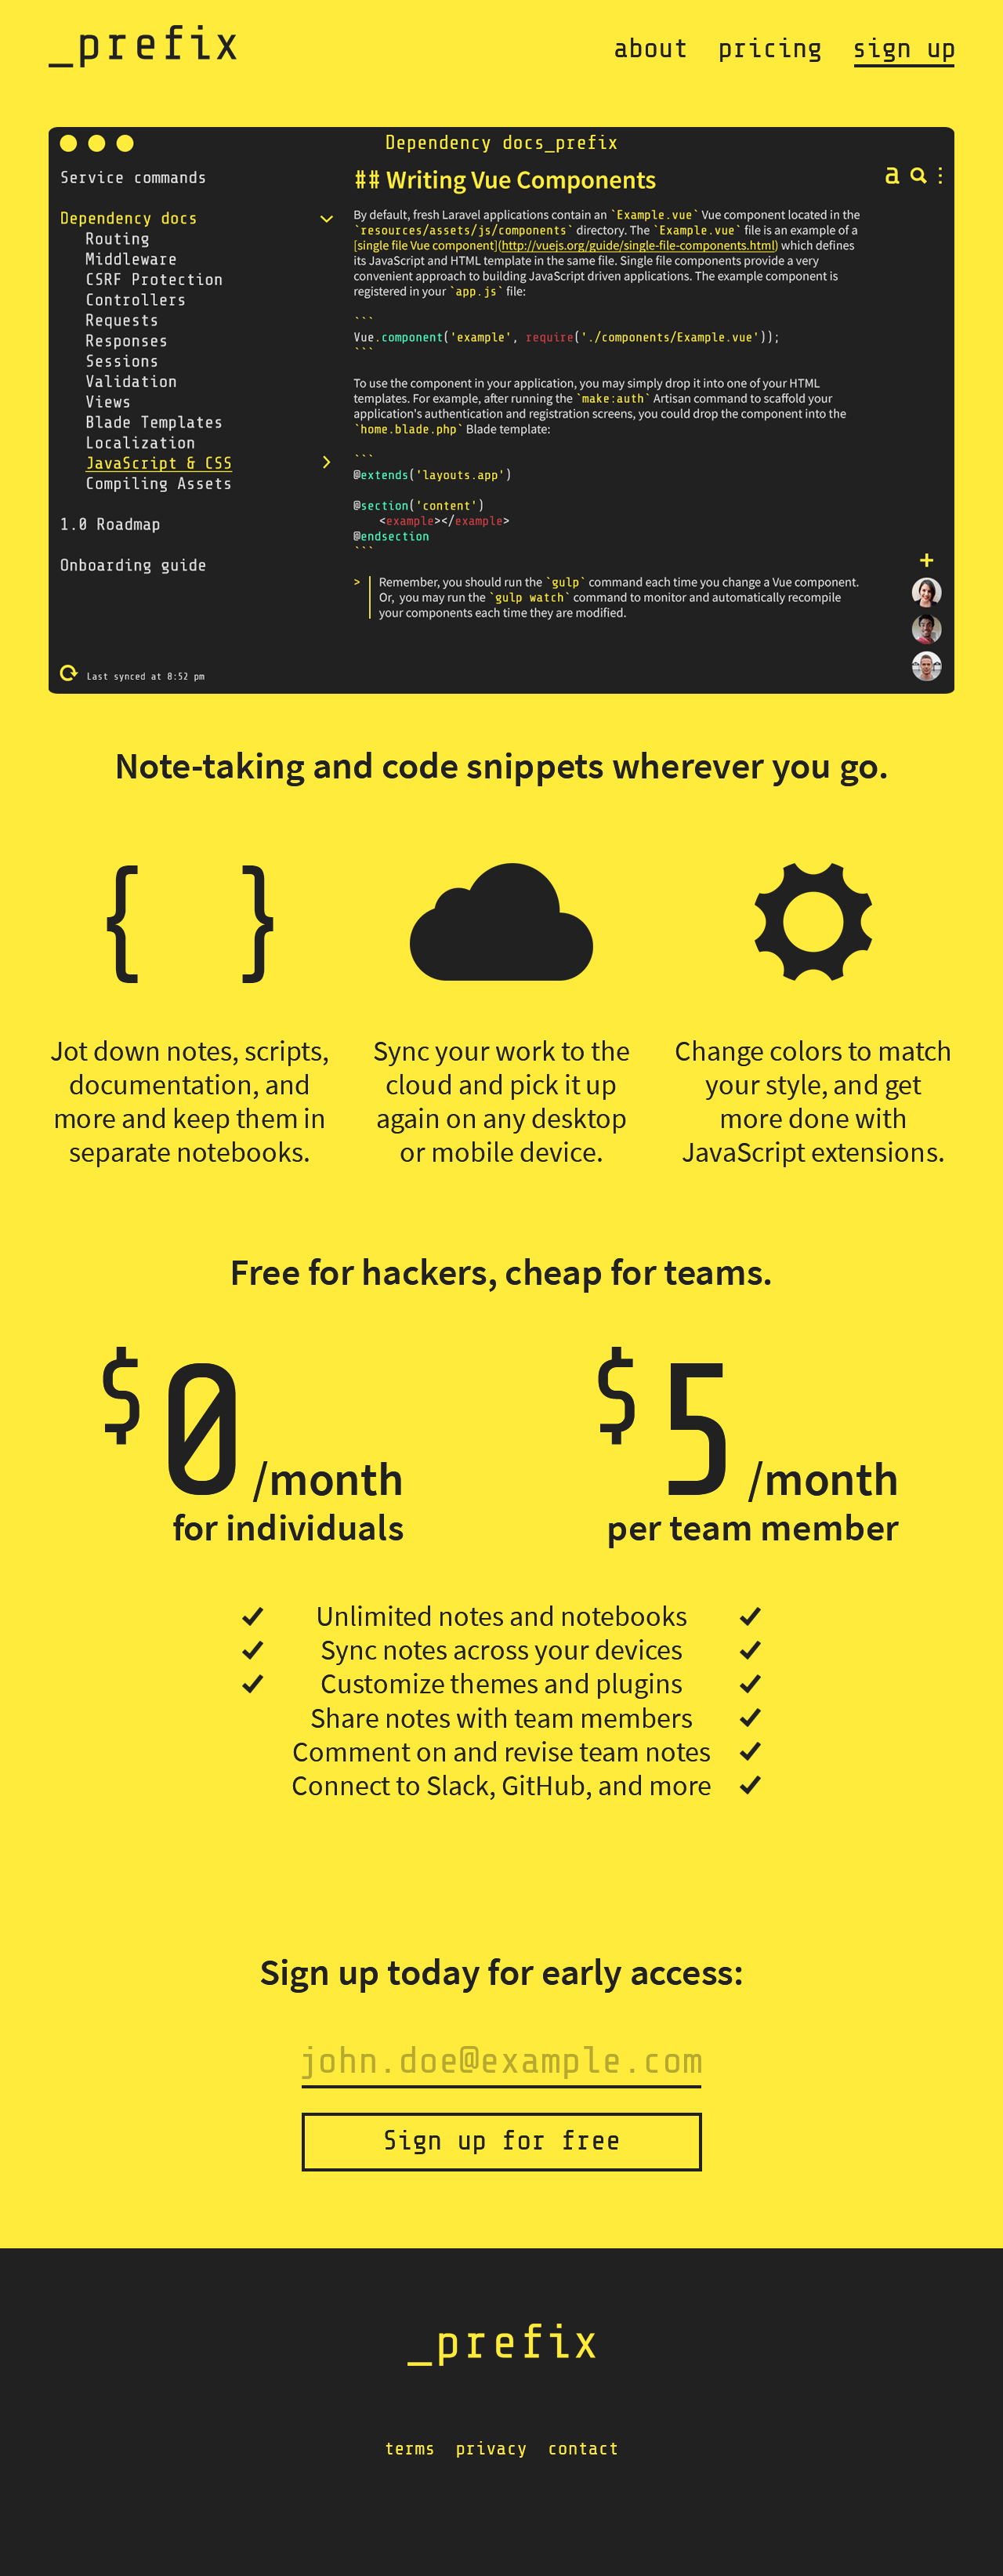 _prefix
about pricing sign up
Dependency docs_prefix
Service commands
Dependency docs
Routing
Middleware
CSRF Protection
Controllers
Requests
Responses
Sessions
Validation
Views
Blade Templates
Localization
JavaScript & CSS
Compiling Assets
1.0 Roadmap
Onboarding guide
Last synced at 8:52 pm
## Writing Vue Components
a
By default, fresh Laravel applications contain an `Example.vue` Vue component located in the
`resources/assets/js/components` directory. The `Example.vue` file is an example of a
[single file Vue component](http://vuejs.org/guide/single-file-components.html) which defines
its JavaScript and HTML template in the same file. Single file components provide a very
convenient approach to building JavaScript driven applications. The example component is
registered in your `app.js` file:
```
Vue.component('example', require('./components/Example.vue'));
```
To use the component in your application, you may simply drop it into one of your HTML
templates. For example, after running the `make:auth` Artisan command to scaffold your
application's authentication and registration screens, you could drop the component into the
`home.blade.php` Blade template:
```
@extends('layouts.app')
@section('content')
<example></example>
@endsection
```
> Remember, you should run the `gulp` command each time you change a Vue component.
Or, you may run the `gulp watch` command to monitor and automatically recompile
your components each time they are modified.
+
Note-taking and code snippets wherever you go.
{ }
Jot down notes, scripts,
documentation, and
more and keep them in
separate notebooks.
Sync your work to the
cloud and pick it up
again on any desktop
or mobile device.
Change colors to match
your style, and get
more done with
JavaScript extensions.
Free for hackers, cheap for teams.
$0/month
for individuals
$5/month
per team member
Unlimited notes and notebooks
Sync notes across your devices
Customize themes and plugins
Share notes with team members
Comment on and revise team notes
Connect to Slack, GitHub, and more
Sign up today for early access:
john.doe@example.com
Sign up for free
_prefix
terms privacy contact